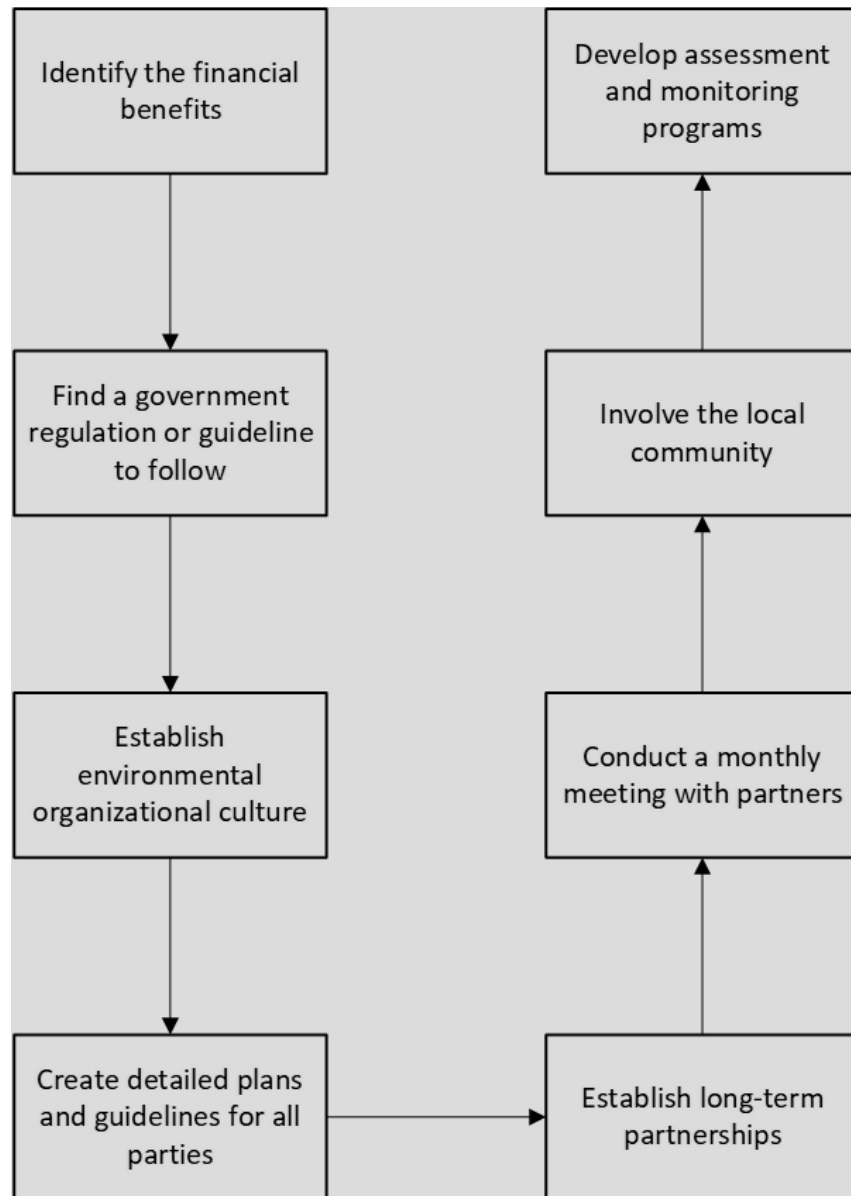 Identify the financial
benefits
Find a government
regulation or guideline
to follow
Establish
environmental
organizational culture
Create detailed plans
and guidelines for all
parties
Establish long-term
partnerships
Conduct a monthly
meeting with partners
Involve the local
community
Develop assessment
and monitoring
programs